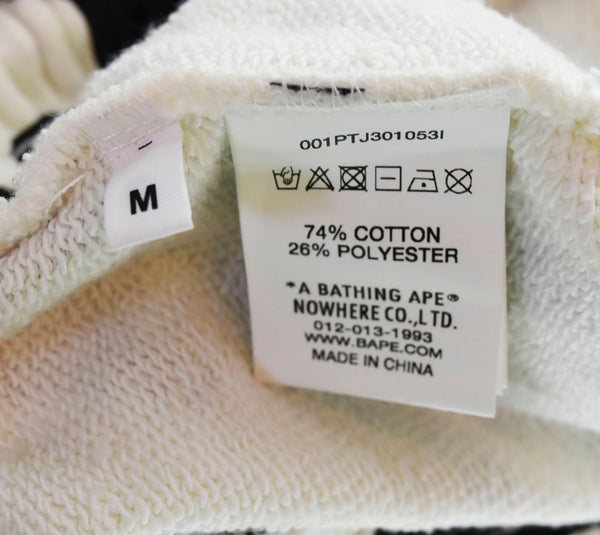 M
001PTJ301053I
74% COTTON
26% POLYESTER
*A BATHING APE®
NOWHERE CO.,LTD.
012-013-1993
WWW.BAPE.COM
MADE IN CHINA